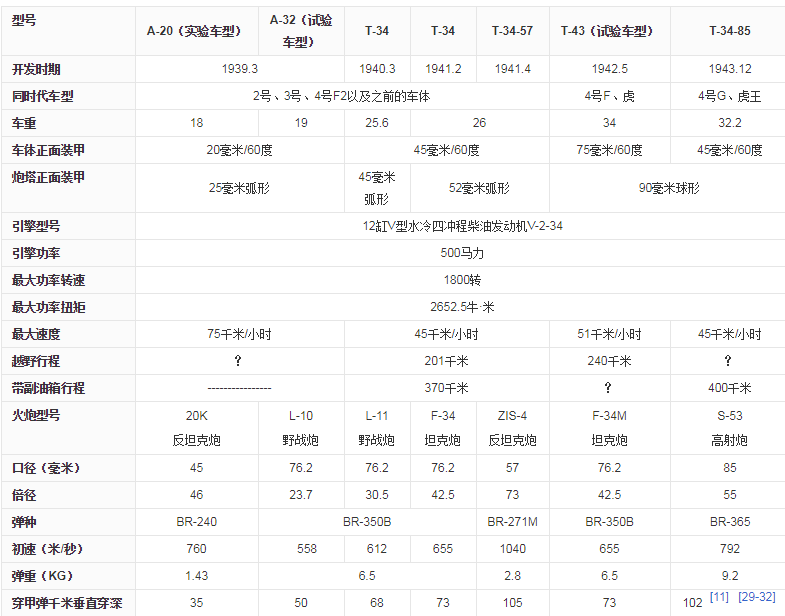 型号 A-20（实验车型） A-32（试验车型） T-34 T-34 T-34-57 T-43（试验车型） T-34-85
开发时期 1939.3 1940.3 1941.2 1941.4 1942.5 1943.12
同时代车型 2号、3号、4号F2以及之前的车体 4号F、虎 4号G、虎王
车重 18 19 25.6 26 34 32.2
车体正面装甲 20毫米/60度 45毫米/60度 75毫米/60度 45毫米/60度
炮塔正面装甲 25毫米弧形 45毫米弧形 52毫米弧形 90毫米球形
引擎型号 12缸V型水冷四冲程柴油发动机V-2-34
引擎功率 500马力
最大功率转速 1800转
最大功率扭矩 2652.5牛·米
最大速度 75千米/小时 45千米/小时 51千米/小时 45千米/小时
越野行程 ? 201千米 240千米 ?
带副油箱行程 ---------------- 370千米 ? 400千米
火炮型号 20K反坦克炮 L-10野战炮 L-11野战炮 F-34坦克炮 ZIS-4反坦克炮 F-34M坦克炮 S-53高射炮
口径（毫米） 45 76.2 76.2 76.2 57 76.2 85
倍径 46 23.7 30.5 42.5 73 42.5 55
弹种 BR-240 BR-350B BR-271M BR-350B BR-365
初速（米/秒） 760 558 612 655 1040 655 792
弹重（KG） 1.43 6.5 2.8 6.5 9.2
穿甲弹千米垂直穿深 35 50 68 73 105 73 102 [11] [29-32]